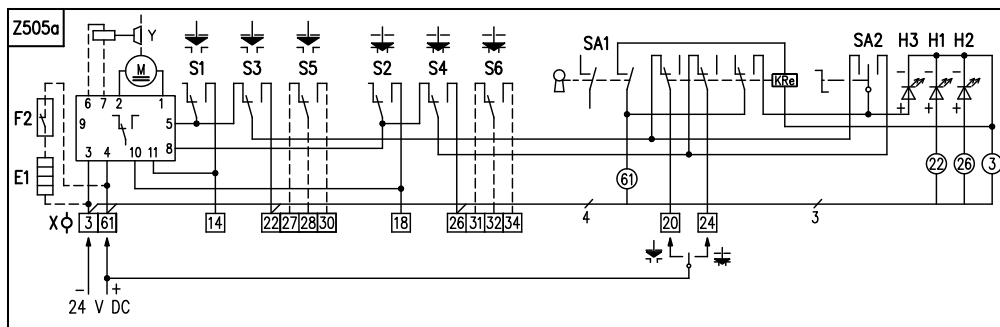 Z505a
Y
SA1 SA2 H3 H1 H2
S1 S3 S5 S2 S4 S6
M
KRe
− − −
6 7 2 1
F2
9 5
+ + +
8
3 4 10 11
E1
61 22 26 3
X 3 61 14 22 27 28 30 18 26 31 32 34 4 20 24 3
− +
24 V DC